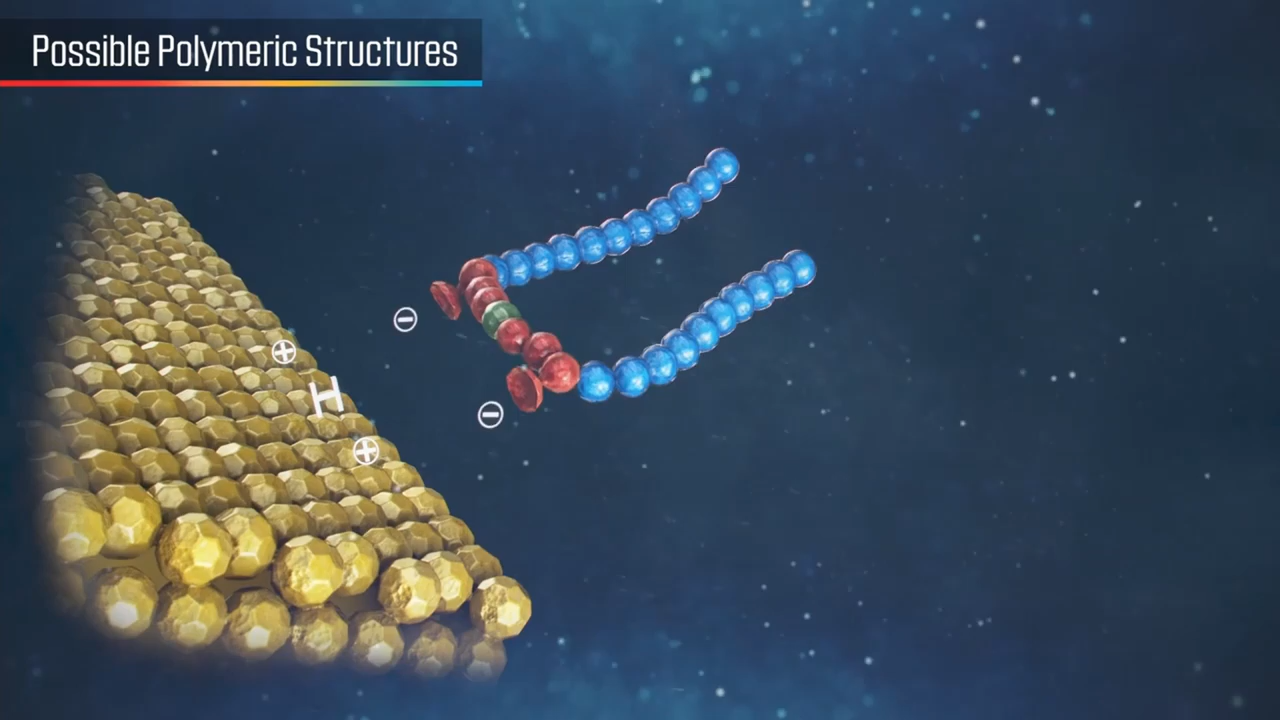 Possible Polymeric Structures
⊖
⊕
H
⊖
⊕